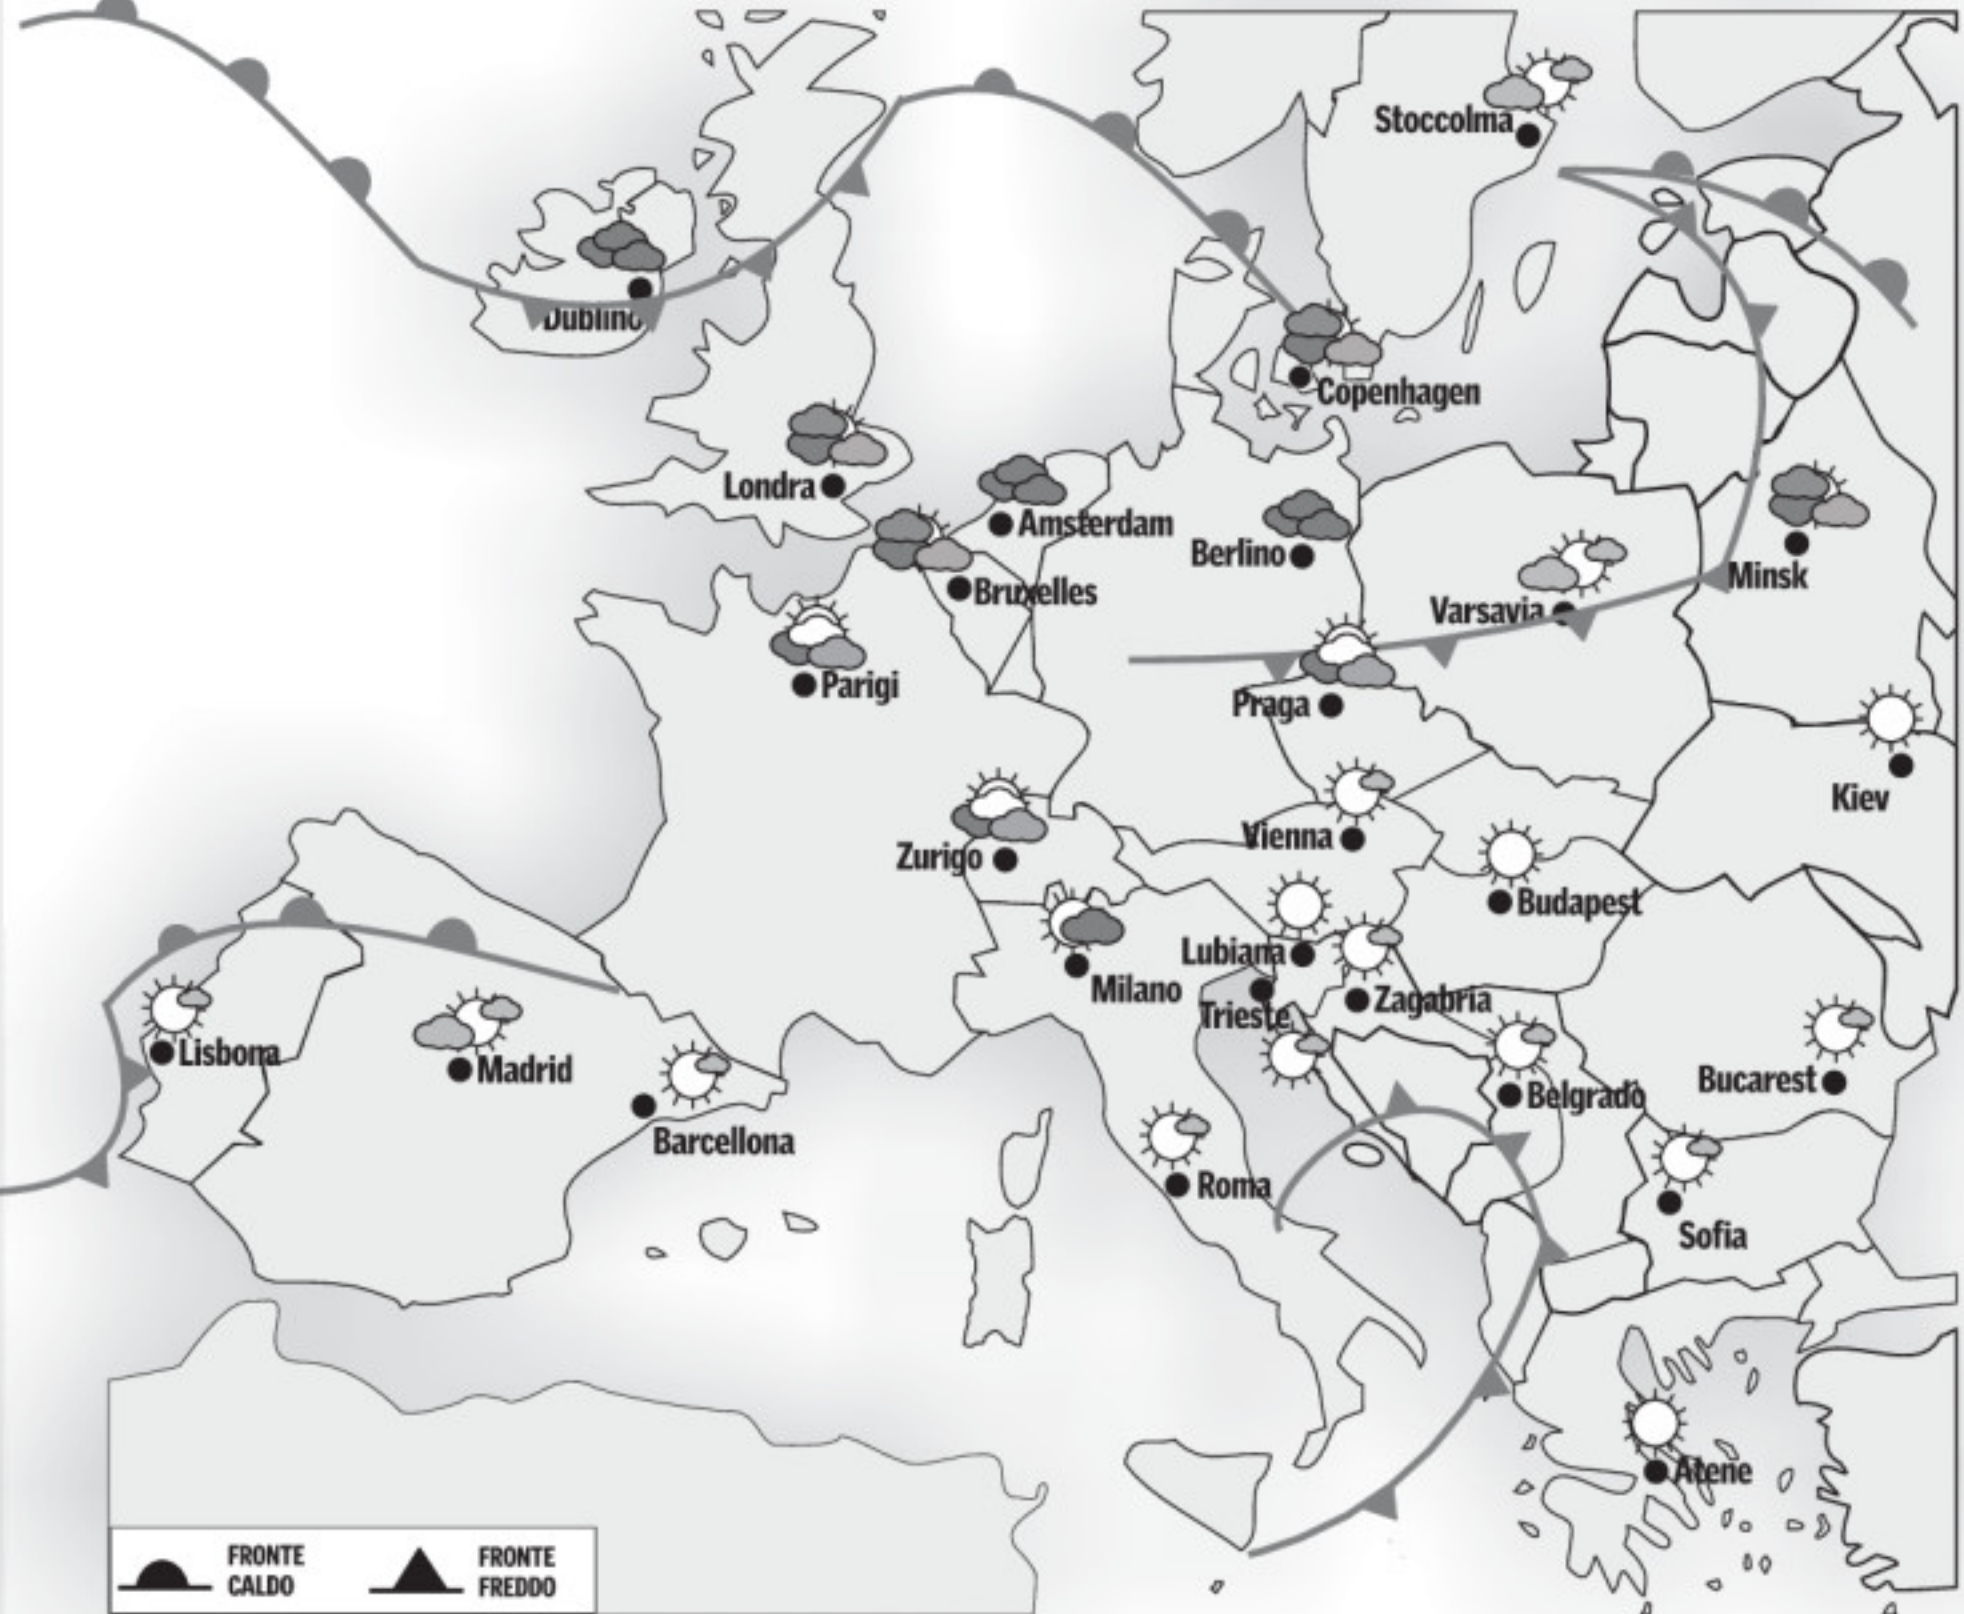 Stoccolma
Dublino
Copenhagen
Londra
Amsterdam
Berlino
Bruxelles
Minsk
Varsavia
Parigi
Praga
Kiev
Vienna
Zurigo
Budapest
Lubiana
Milano
Zagabria
Trieste
Lisbona
Madrid
Bucarest
Belgrado
Barcellona
Roma
Sofia
Atene
FRONTE
CALDO
FRONTE
FREDDO